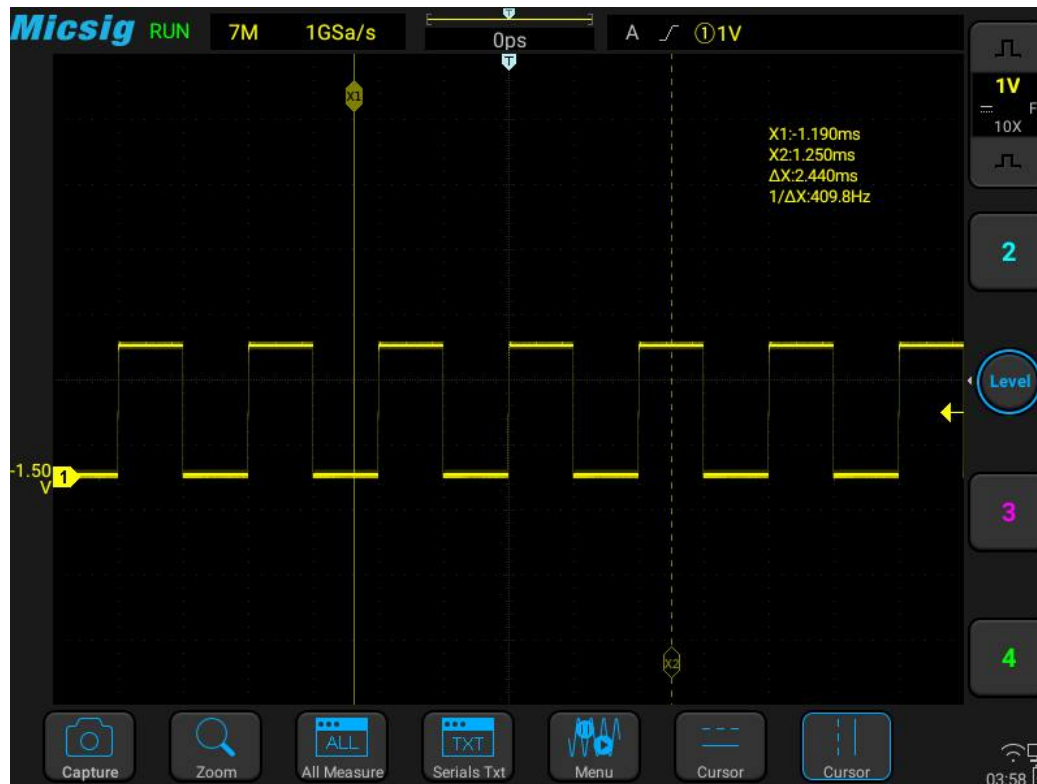 Micsig RUN 7M 1GSa/s 0ps A ①1V
T
T
X1
X1:-1.190ms
X2:1.250ms
ΔX:2.440ms
1/ΔX:409.8Hz
1V
F
10X
2
Level
-1.50
V
1
3
X2
4
Capture
Zoom
ALL
All Measure
TXT
Serials Txt
Menu
Cursor
Cursor
03:58